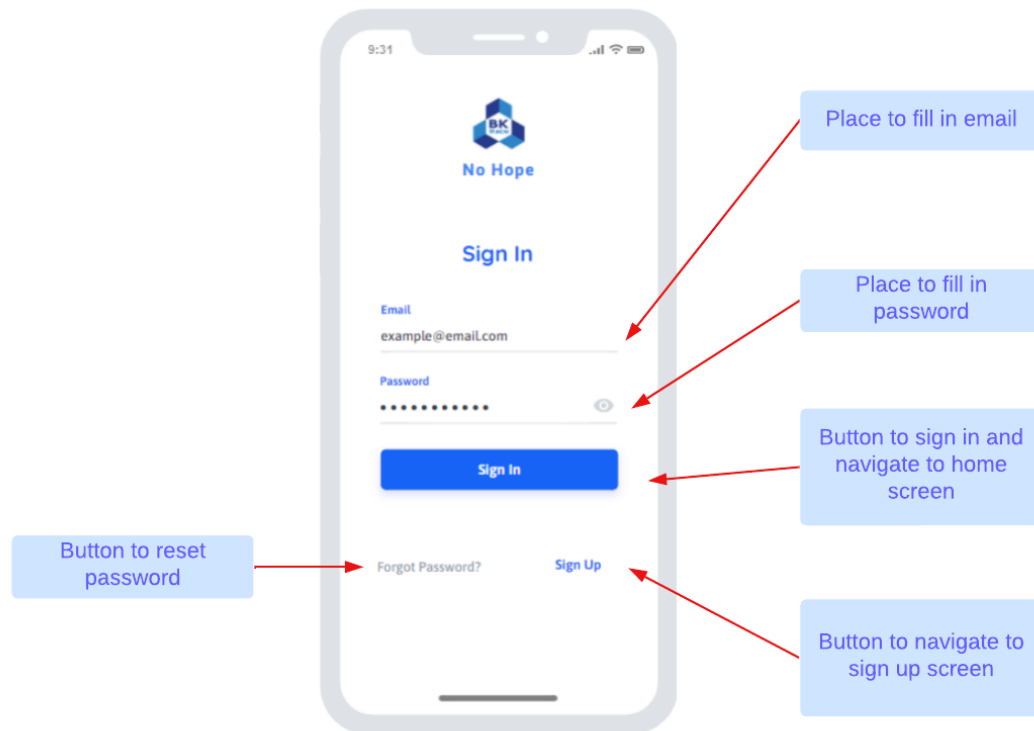 9:31
BK
TP.HCM
No Hope
Sign In
Email
example@email.com
Password
Sign In
Forgot Password?
Sign Up
Place to fill in email
Place to fill in
password
Button to sign in and
navigate to home
screen
Button to reset
password
Button to navigate to
sign up screen